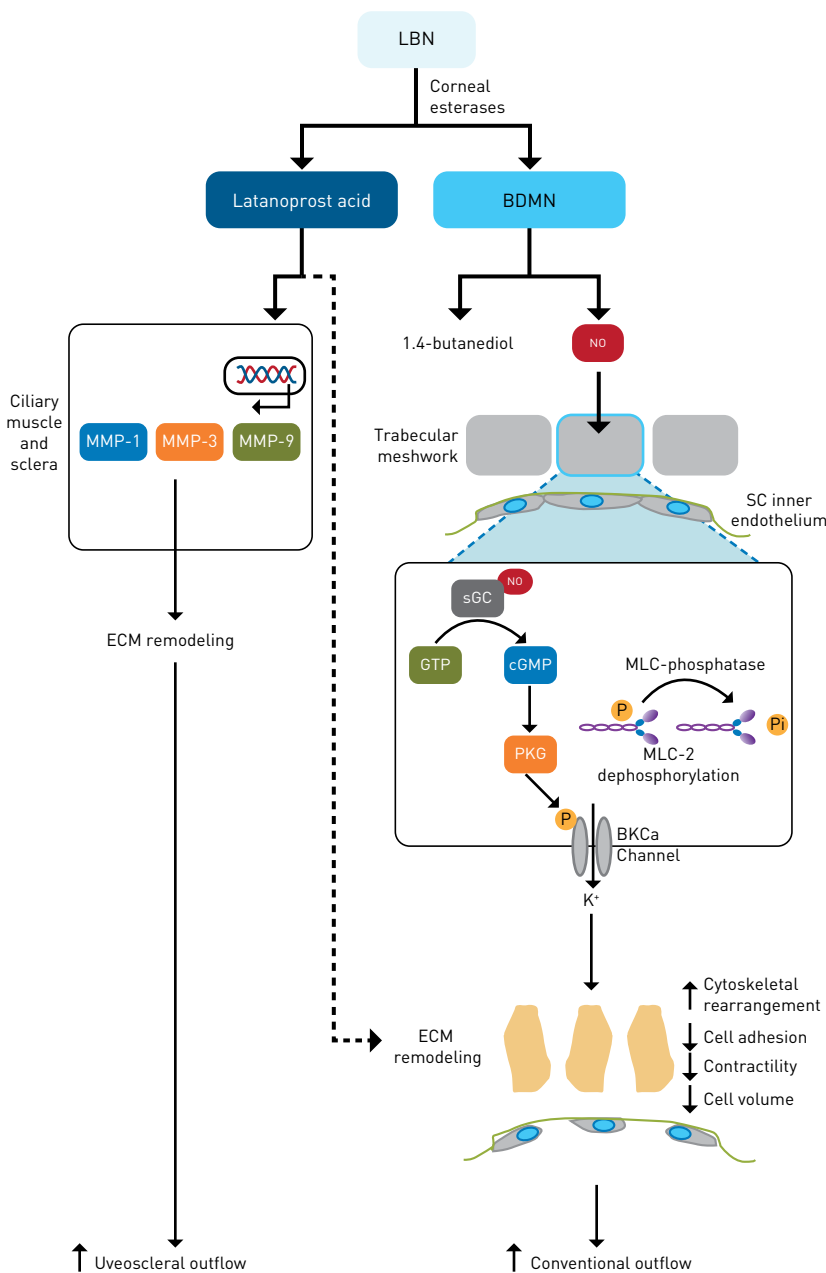 LBN
Corneal
esterases
Latanoprost acid
BDMN
1.4-butanediol
NO
Ciliary
muscle
and
sclera
MMP-1
MMP-3
MMP-9
Trabecular
meshwork
SC inner
endothelium
NO
sGC
GTP
cGMP
PKG
P
MLC-phosphatase
P
Pi
MLC-2
dephosphorylation
BKCa
Channel
K+
ECM remodeling
ECM
remodeling
Cytoskeletal
rearrangement
Cell adhesion
Contractility
Cell volume
Uveoscleral outflow
Conventional outflow